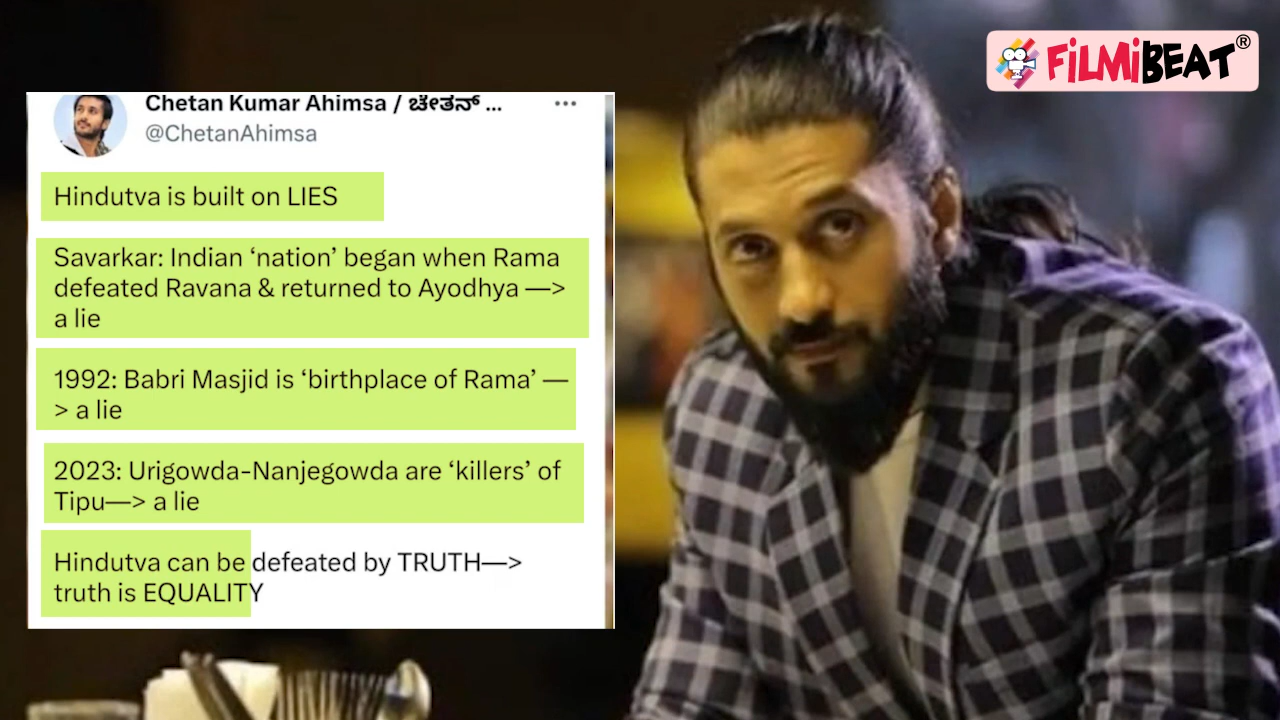 FiLMiBEAT®
Chetan Kumar Ahimsa / ಚೇತನ್ ...
@ChetanAhimsa
Hindutva is built on LIES
Savarkar: Indian ‘nation’ began when Rama
defeated Ravana & returned to Ayodhya —>
a lie
1992: Babri Masjid is ‘birthplace of Rama’ —
> a lie
2023: Urigowda-Nanjegowda are ‘killers’ of
Tipu—> a lie
Hindutva can be defeated by TRUTH—>
truth is EQUALITY